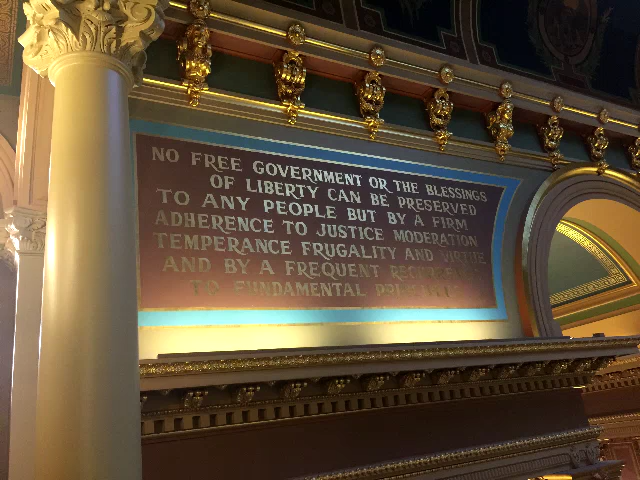 NO FREE GOVERNMENT OR THE BLESSINGS
OF LIBERTY CAN BE PRESERVED
TO ANY PEOPLE BUT BY A FIRM
ADHERENCE TO JUSTICE MODERATION
TEMPERANCE FRUGALITY AND VIRTUE
AND BY A FREQUENT
TO FUNDAMENTAL